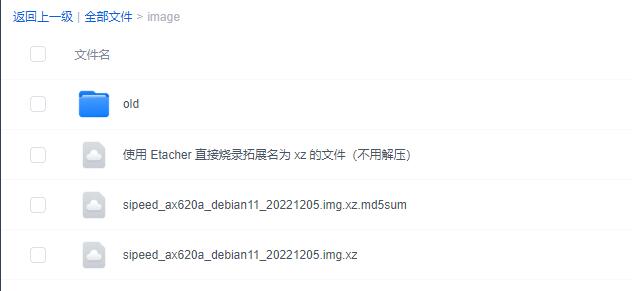 返回上一级 | 全部文件 > image
文件名
old
使用 Etacher 直接烧录拓展名为 xz 的文件（不用解压）
sipeed_ax620a_debian11_20221205.img.xz.md5sum
sipeed_ax620a_debian11_20221205.img.xz